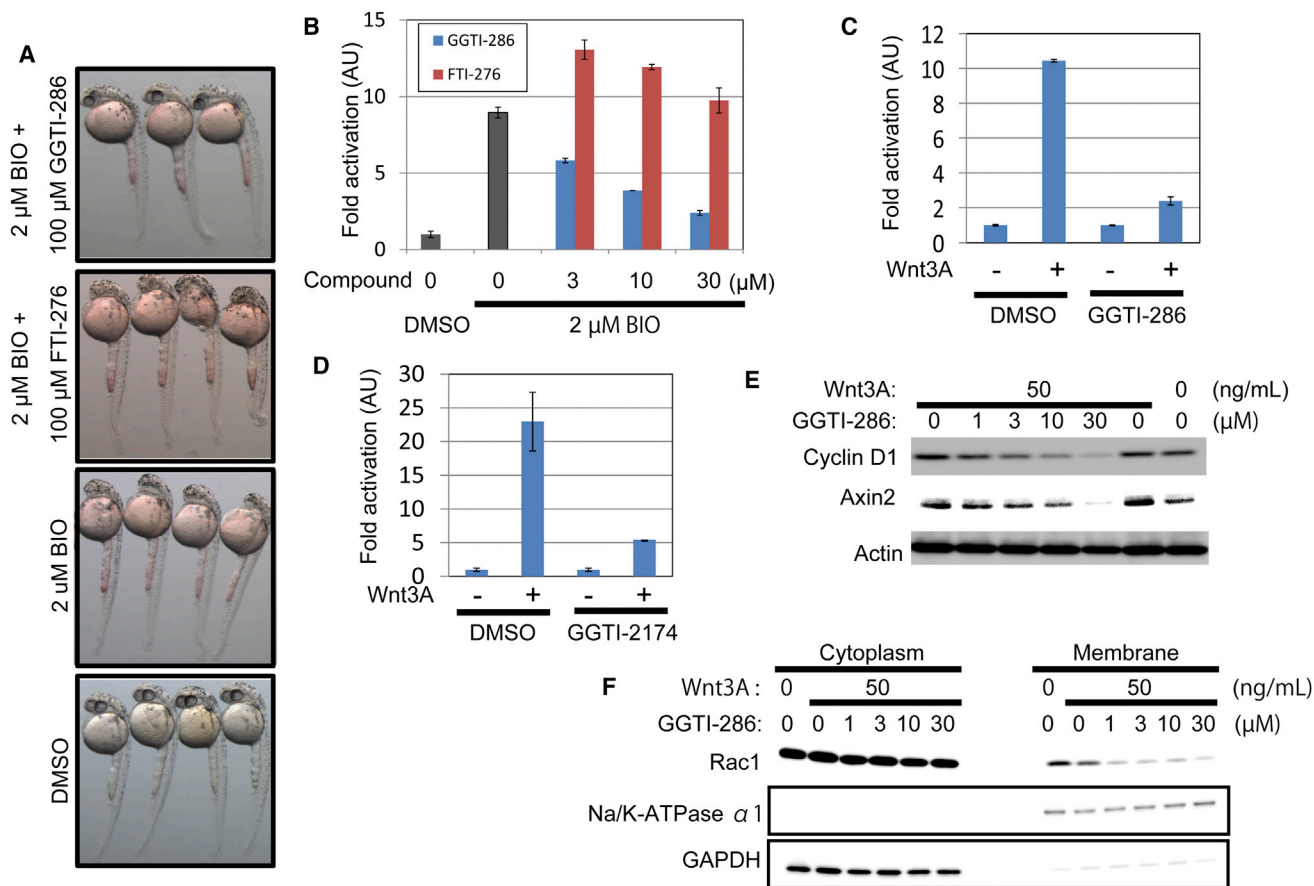 A
2 μM BIO +
100 μM GGTI-286
2 μM BIO +
100 μM FTI-276
2 uM BIO
DMSO
B
Fold activation (AU)
15
10
5
0
GGTI-286
FTI-276
Compound 0 0 3 10 30 (μM)
DMSO 2 μM BIO
C
Fold activation (AU)
12
10
8
6
4
2
0
Wnt3A - + - +
DMSO GGTI-286
D
Fold activation (AU)
30
25
20
15
10
5
0
Wnt3A - + - +
DMSO GGTI-2174
E
Wnt3A: 50 0 (ng/mL)
GGTI-286: 0 1 3 10 30 0 0 (μM)
Cyclin D1
Axin2
Actin
F
Cytoplasm Membrane
Wnt3A : 0 50 0 50 (ng/mL)
GGTI-286: 0 0 1 3 10 30 0 0 1 3 10 30 (μM)
Rac1
Na/K-ATPase α1
GAPDH